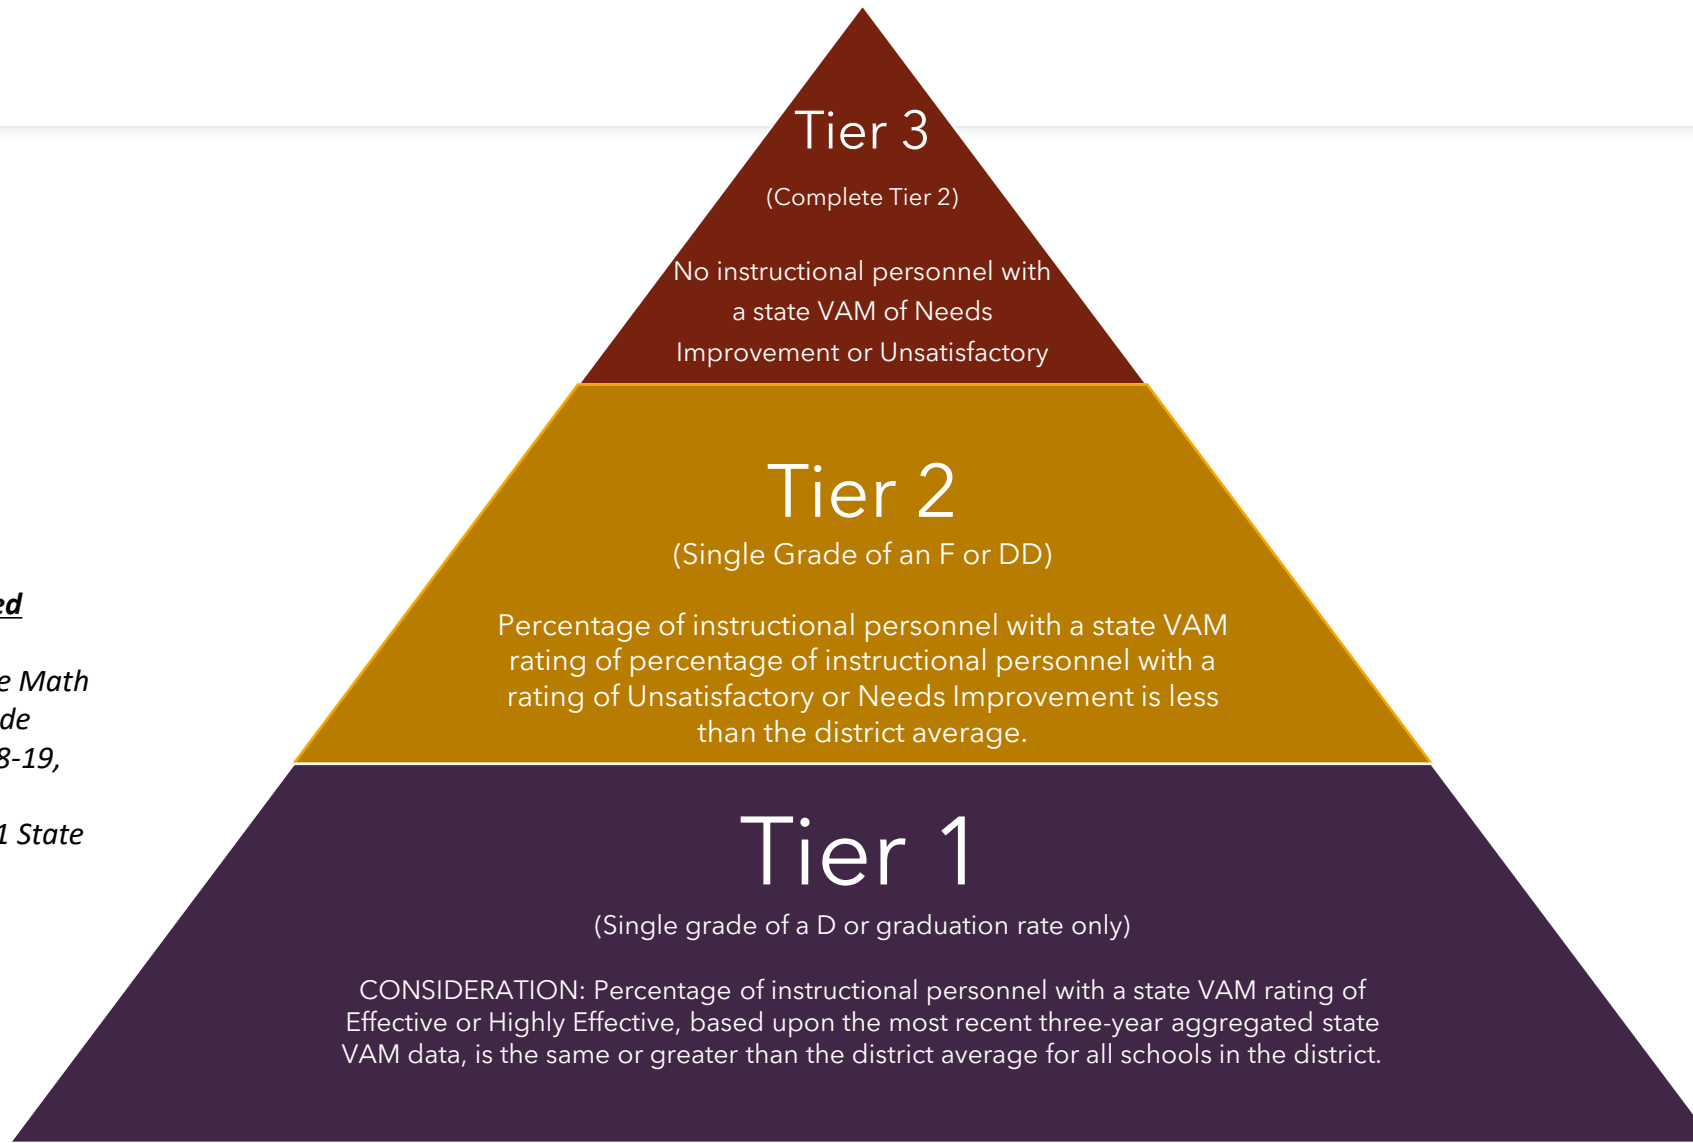 Tier 3
(Complete Tier 2)
No instructional personnel with
a state VAM of Needs
Improvement or Unsatisfactory
Tier 2
(Single Grade of an F or DD)
Percentage of instructional personnel with a state VAM
rating of percentage of instructional personnel with a
rating of Unsatisfactory or Needs Improvement is less
than the district average.
ed
e Math
de
8-19,
1 State
Tier 1
(Single grade of a D or graduation rate only)
CONSIDERATION: Percentage of instructional personnel with a state VAM rating of
Effective or Highly Effective, based upon the most recent three-year aggregated state
VAM data, is the same or greater than the district average for all schools in the district.